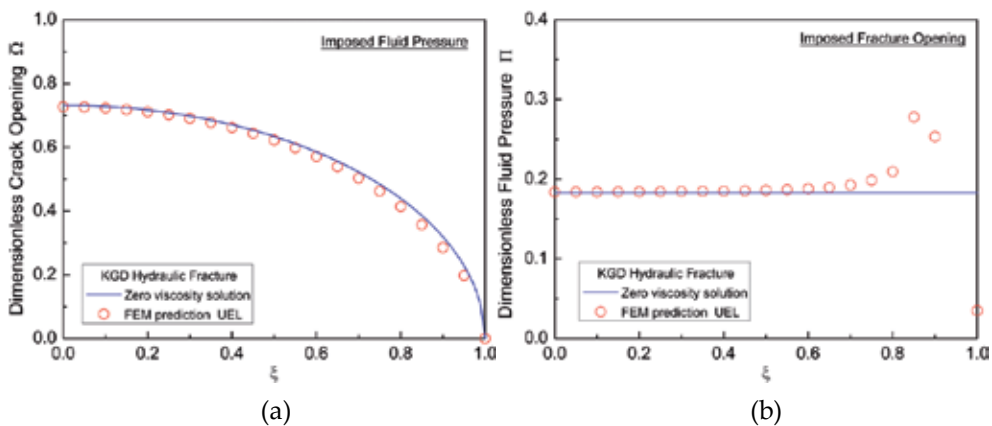 Imposed Fluid Pressure
Dimensionless Crack Opening Ω̄
1.0
0.8
0.6
0.4
0.2
0.0
KGD Hydraulic Fracture
Zero viscosity solution
FEM prediction UEL
0.0 0.2 0.4 0.6 0.8 1.0
ξ
(a)
Imposed Fracture Opening
Dimensionless Fluid Pressure Π
0.4
0.3
0.2
0.1
0.0
KGD Hydraulic Fracture
Zero viscosity solution
FEM prediction UEL
0.0 0.2 0.4 0.6 0.8 1.0
ξ
(b)